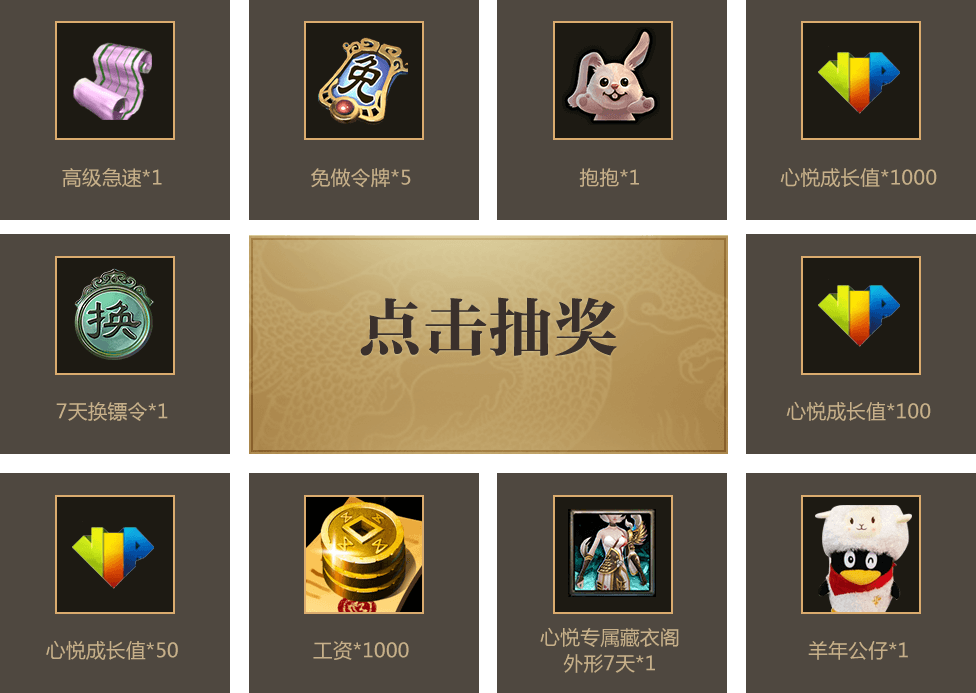 免
高级急速*1
免做令牌*5
抱抱*1
心悦成长值*1000
换
点击抽奖
7天换镖令*1
心悦成长值*100
心悦成长值*50
工资*1000
心悦专属藏衣阁
外形7天*1
羊年公仔*1